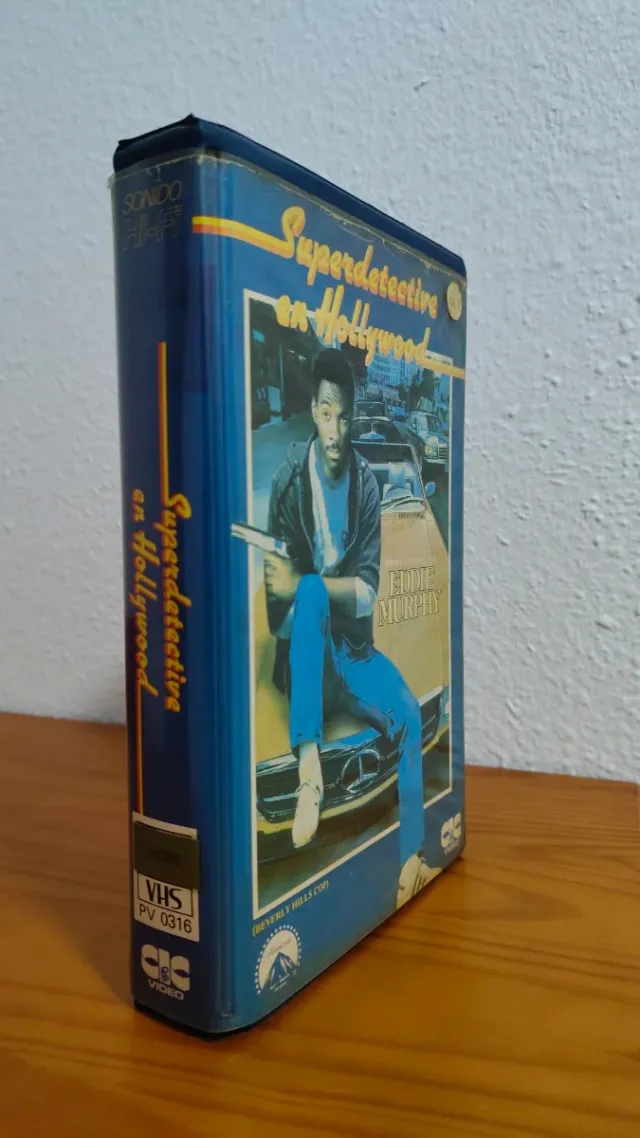 SONIDO
HI-FI
Superdetective
en Hollywood
VHS
PV 0316
CIC
VIDEO
Superdetective
en Hollywood
EDDIE
MURPHY
(BEVERLY HILLS COP)
Paramount
CIC
VIDEO